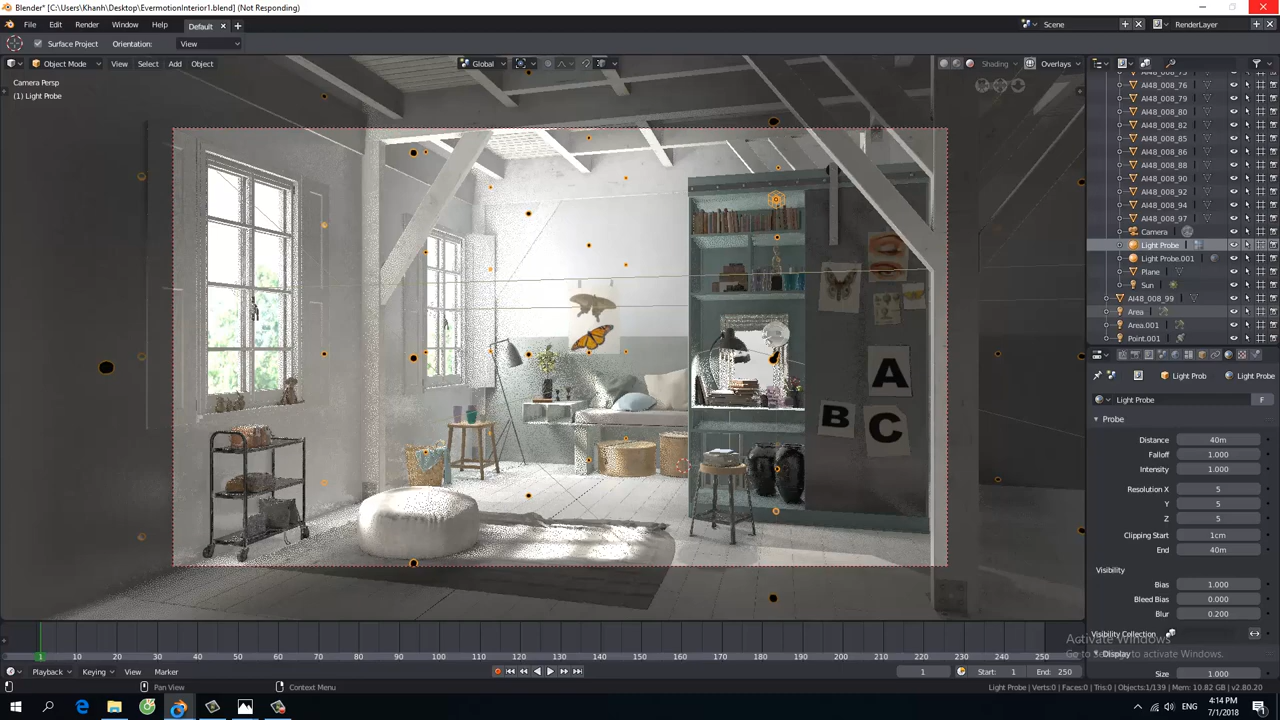 Blender* [C:\Users\Khanh\Desktop\EvermotionInterior1.blend] (Not Responding)
File Edit Render Window Help Default Scene RenderLayer
Surface Project Orientation: View
Object Mode View Select Add Object Global Shading Overlays
Camera Persp
(1) Light Probe
AI48_008_75
AI48_008_76
AI48_008_79
AI48_008_80
AI48_008_82
AI48_008_85
AI48_008_86
AI48_008_88
AI48_008_90
AI48_008_92
AI48_008_94
AI48_008_97
Camera
Light Probe
Light Probe.001
Plane
Sun
AI48_008_99
Area
Area.001
Point.001
A
B C
Light Prob Light Probe
Light Probe F
Probe
Distance 40m
Falloff 1.000
Intensity 1.000
Resolution X 5
Y 5
Z 5
Clipping Start 1cm
End 40m
Visibility
Bias 1.000
Bleed Bias 0.000
Blur 0.200
Visibility Collection
Activate Windows
Display
Size 1.000
0 10 20 30 40 50 60 70 80 90 100 110 120 130 140 150 160 170 180 190 200 210 220 230 240 250
1
Playback Keying View Marker 1 Start: 1 End: 250
Pan View Context Menu Light Probe | Verts:0 | Faces:0 | Tris:0 | Objects:1/139 | Mem: 10.82 GB | v2.80.20
ENG 4:14 PM
7/1/2018